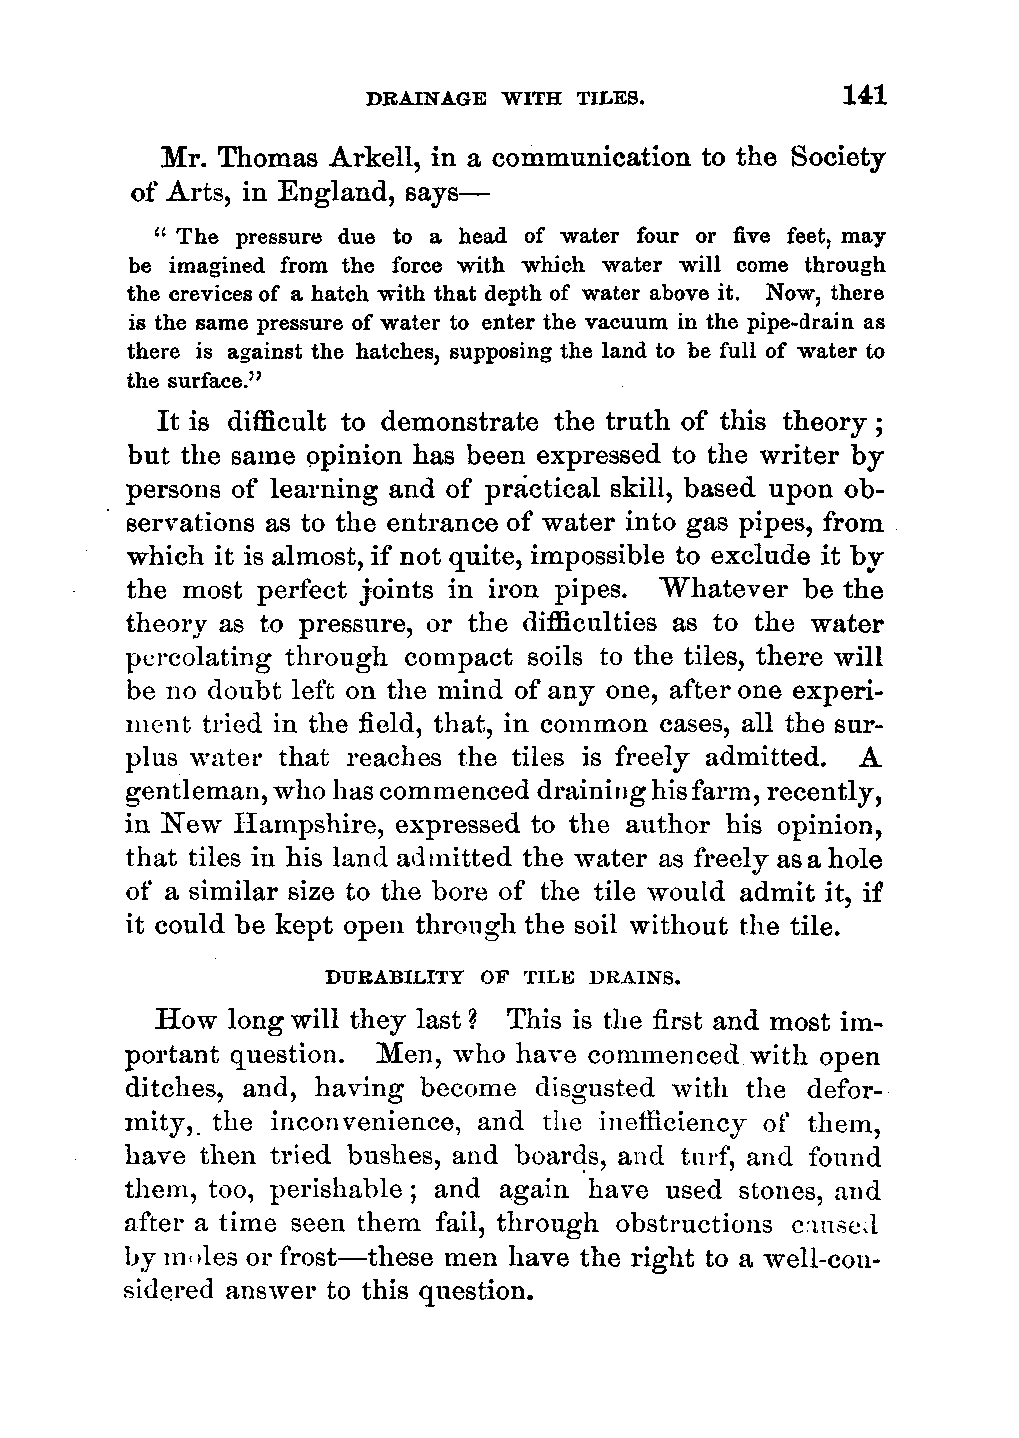 DRAINAGE WITH TILES. 141
Mr. Thomas Arkell, in a communication to the Society
of Arts, in England, says—
“ The pressure due to a head of water four or five feet, may
be imagined from the force with which water will come through
the crevices of a hatch with that depth of water above it. Now, there
is the same pressure of water to enter the vacuum in the pipe-drain as
there is against the hatches, supposing the land to be full of water to
the surface.”
It is difficult to demonstrate the truth of this theory ;
but the same opinion has been expressed to the writer by
persons of learning and of practical skill, based upon ob-
servations as to the entrance of water into gas pipes, from
which it is almost, if not quite, impossible to exclude it by
the most perfect joints in iron pipes. Whatever be the
theory as to pressure, or the difficulties as to the water
percolating through compact soils to the tiles, there will
be no doubt left on the mind of any one, after one experi-
ment tried in the field, that, in common cases, all the sur-
plus water that reaches the tiles is freely admitted. A
gentleman, who has commenced draining his farm, recently,
in New Hampshire, expressed to the author his opinion,
that tiles in his land admitted the water as freely as a hole
of a similar size to the bore of the tile would admit it, if
it could be kept open through the soil without the tile.
DURABILITY OF TILE DRAINS.
How long will they last ? This is the first and most im-
portant question. Men, who have commenced with open
ditches, and, having become disgusted with the defor-
mity, the inconvenience, and the inefficiency of them,
have then tried bushes, and boards, and turf, and found
them, too, perishable ; and again have used stones, and
after a time seen them fail, through obstructions caused
by moles or frost—these men have the right to a well-con-
sidered answer to this question.